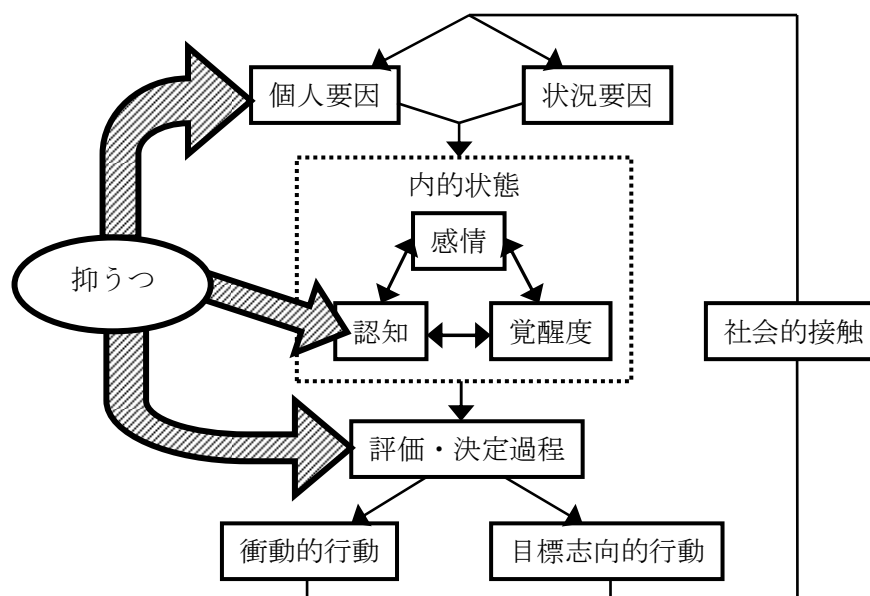 個人要因
状況要因
内的状態
感情
抑うつ
認知
覚醒度
社会的接触
評価・決定過程
衝動的行動
目標志向的行動